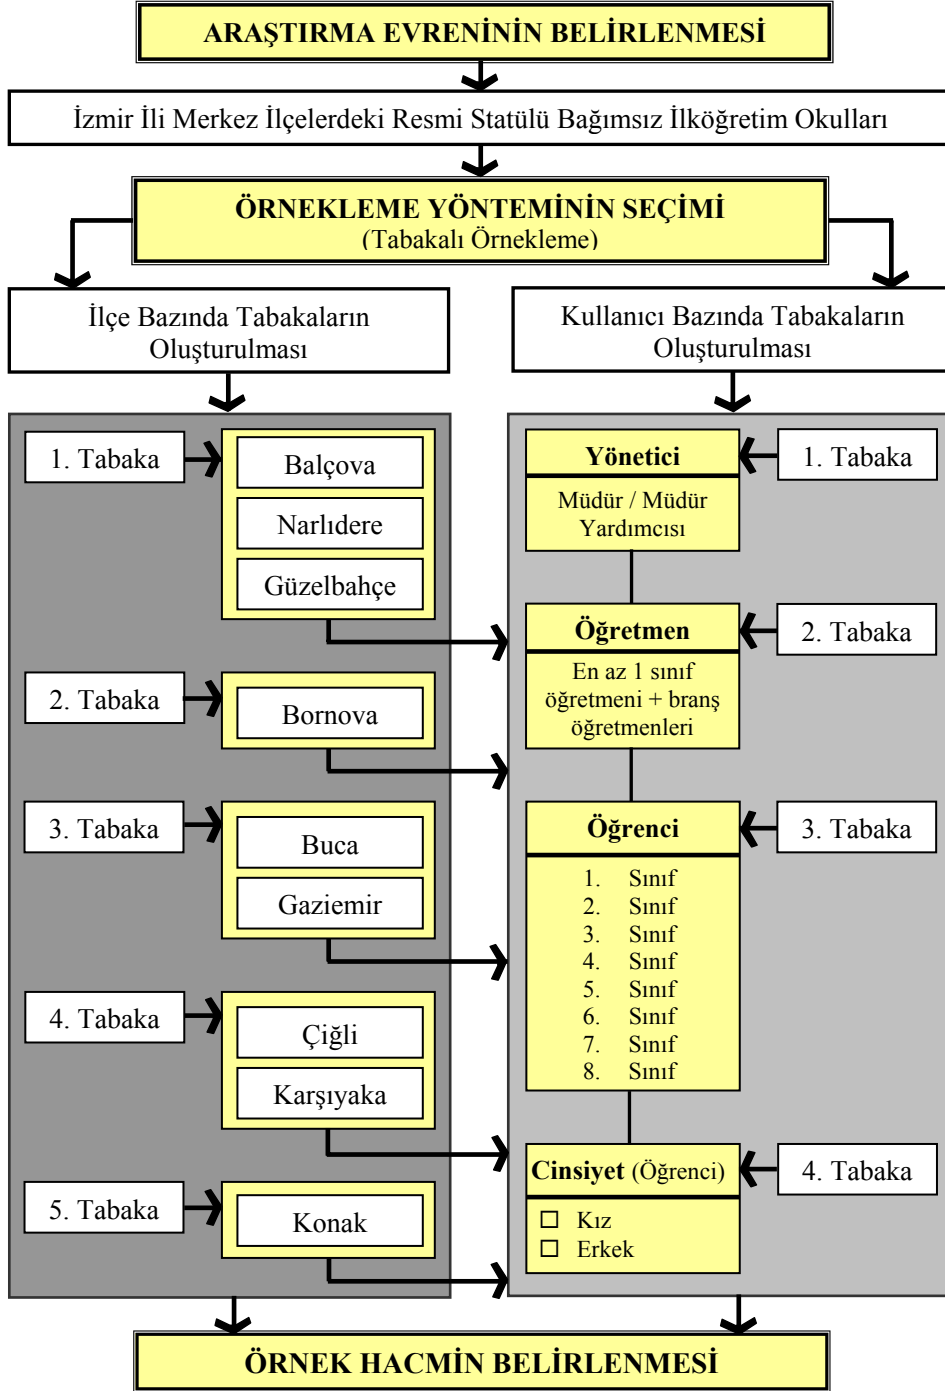 ARAŞTIRMA EVRENİNİN BELİRLENMESİ
İzmir İli Merkez İlçelerdeki Resmi Statülü Bağımsız İlköğretim Okulları
ÖRNEKLEME YÖNTEMİNİN SEÇİMİ
(Tabakalı Örnekleme)
İlçe Bazında Tabakaların
Oluşturulması
1. Tabaka
Balçova
Narlıdere
Güzelbahçe
2. Tabaka
Bornova
3. Tabaka
Buca
Gaziemir
4. Tabaka
Çiğli
Karşıyaka
5. Tabaka
Konak
Kullanıcı Bazında Tabakaların
Oluşturulması
Yönetici
1. Tabaka
Müdür / Müdür
Yardımcısı
Öğretmen
2. Tabaka
En az 1 sınıf
öğretmeni + branş
öğretmenleri
Öğrenci
3. Tabaka
1. Sınıf
2. Sınıf
3. Sınıf
4. Sınıf
5. Sınıf
6. Sınıf
7. Sınıf
8. Sınıf
Cinsiyet (Öğrenci)
4. Tabaka
☐ Kız
☐ Erkek
ÖRNEK HACMİN BELİRLENMESİ